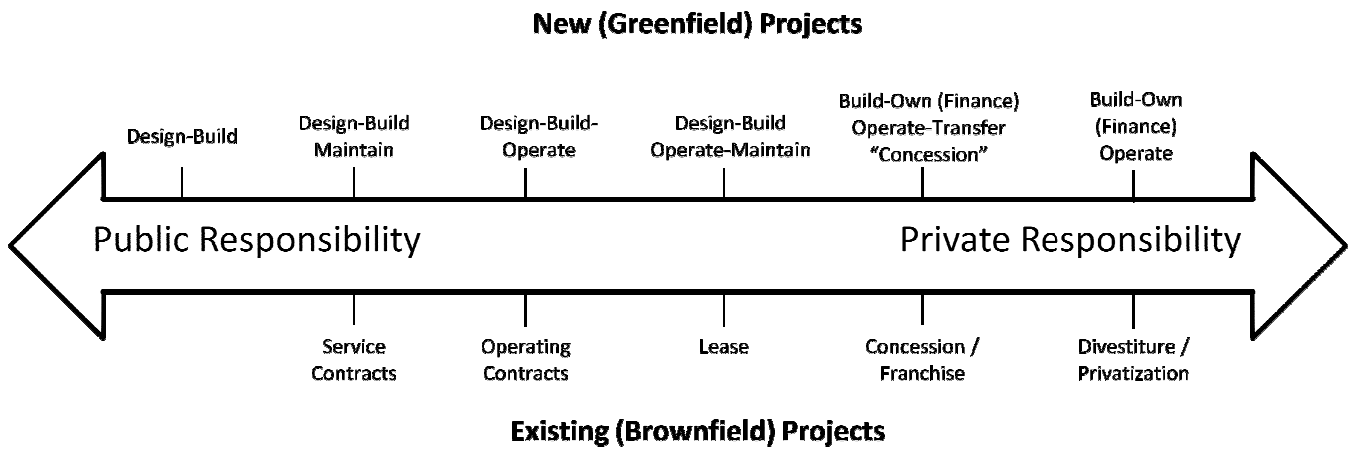 New (Greenfield) Projects
Design-Build
Design-Build
Maintain
Design-Build-
Operate
Design-Build
Operate-Maintain
Build-Own (Finance)
Operate-Transfer
“Concession”
Build-Own
(Finance)
Operate
Public Responsibility
Private Responsibility
Service
Contracts
Operating
Contracts
Lease
Concession /
Franchise
Divestiture /
Privatization
Existing (Brownfield) Projects